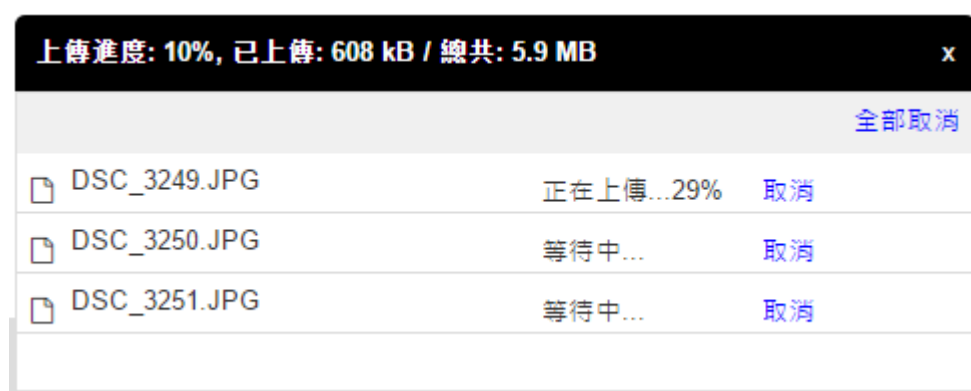 上傳進度: 10%, 已上傳: 608 kB / 總共: 5.9 MB x
全部取消
DSC_3249.JPG 正在上傳...29% 取消
DSC_3250.JPG 等待中... 取消
DSC_3251.JPG 等待中... 取消